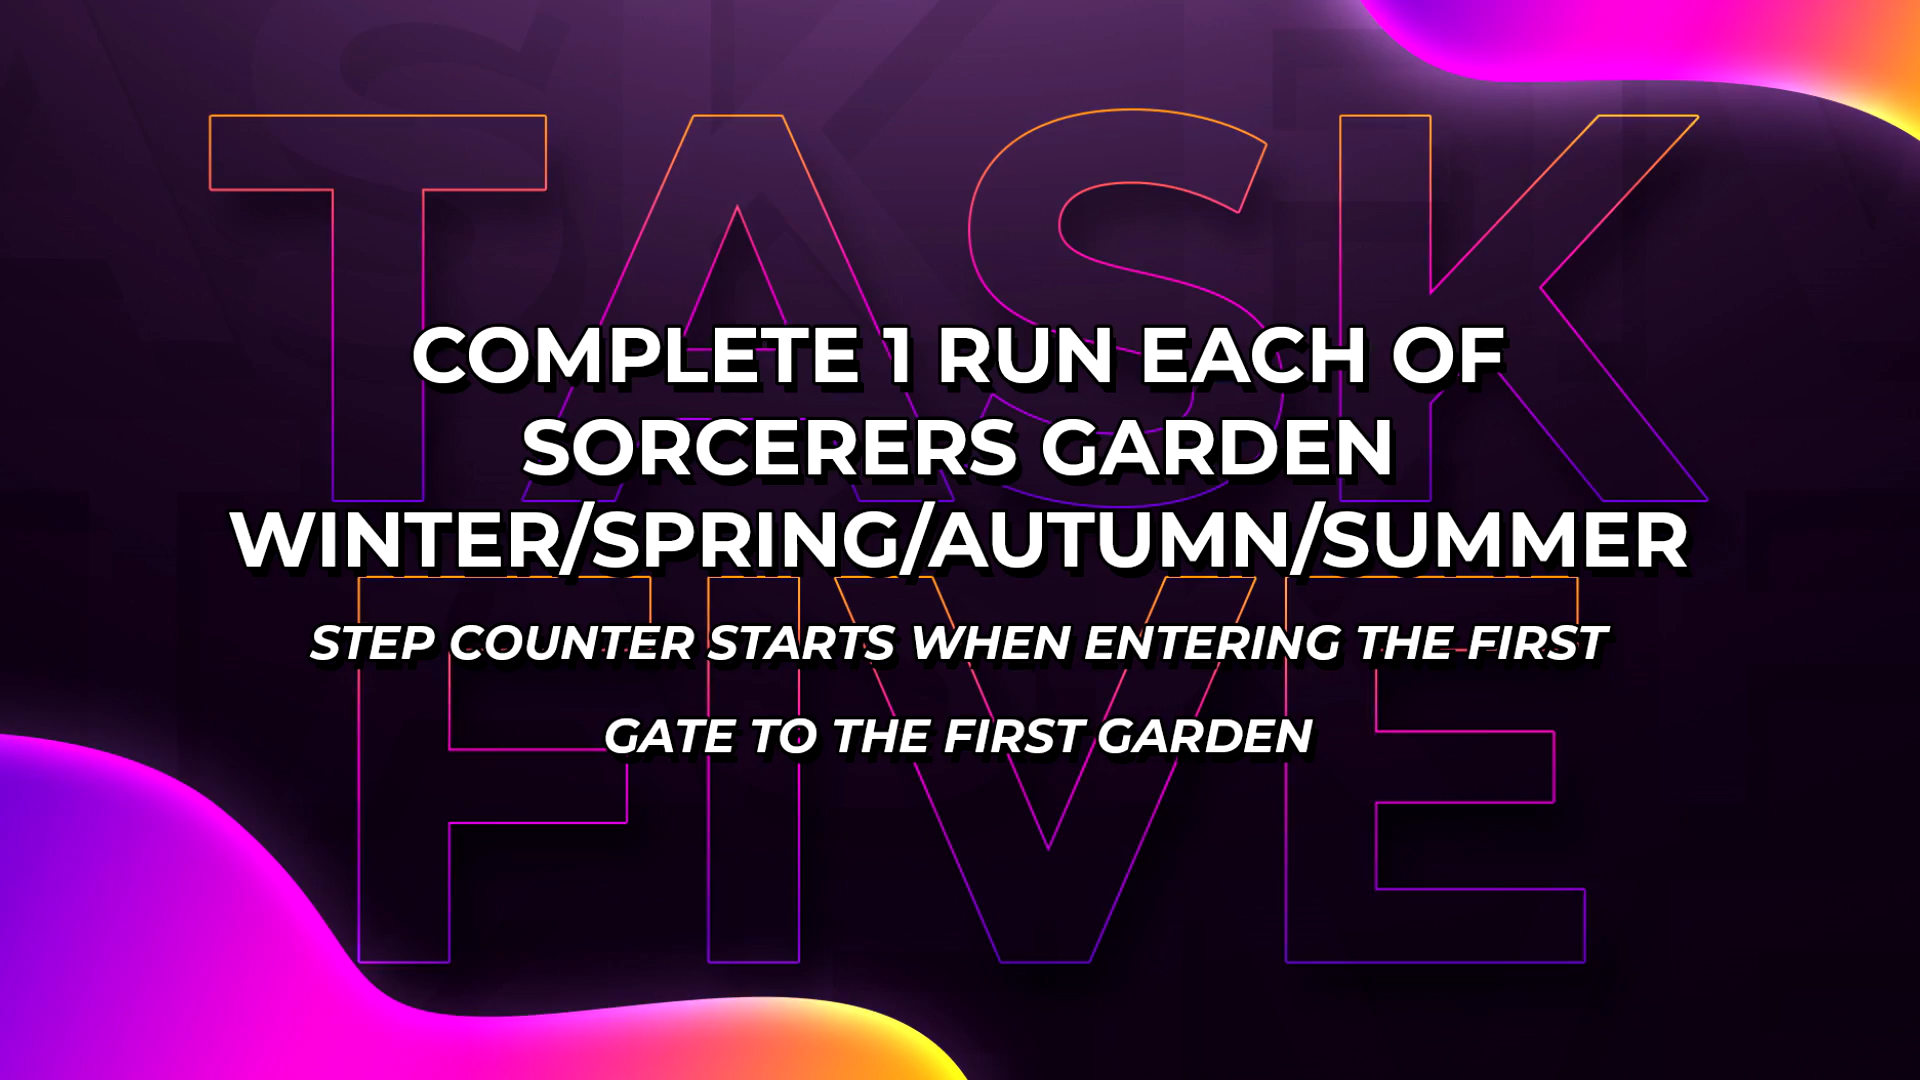 TASK
COMPLETE 1 RUN EACH OF
SORCERERS GARDEN
WINTER/SPRING/AUTUMN/SUMMER
FIVE
STEP COUNTER STARTS WHEN ENTERING THE FIRST
GATE TO THE FIRST GARDEN